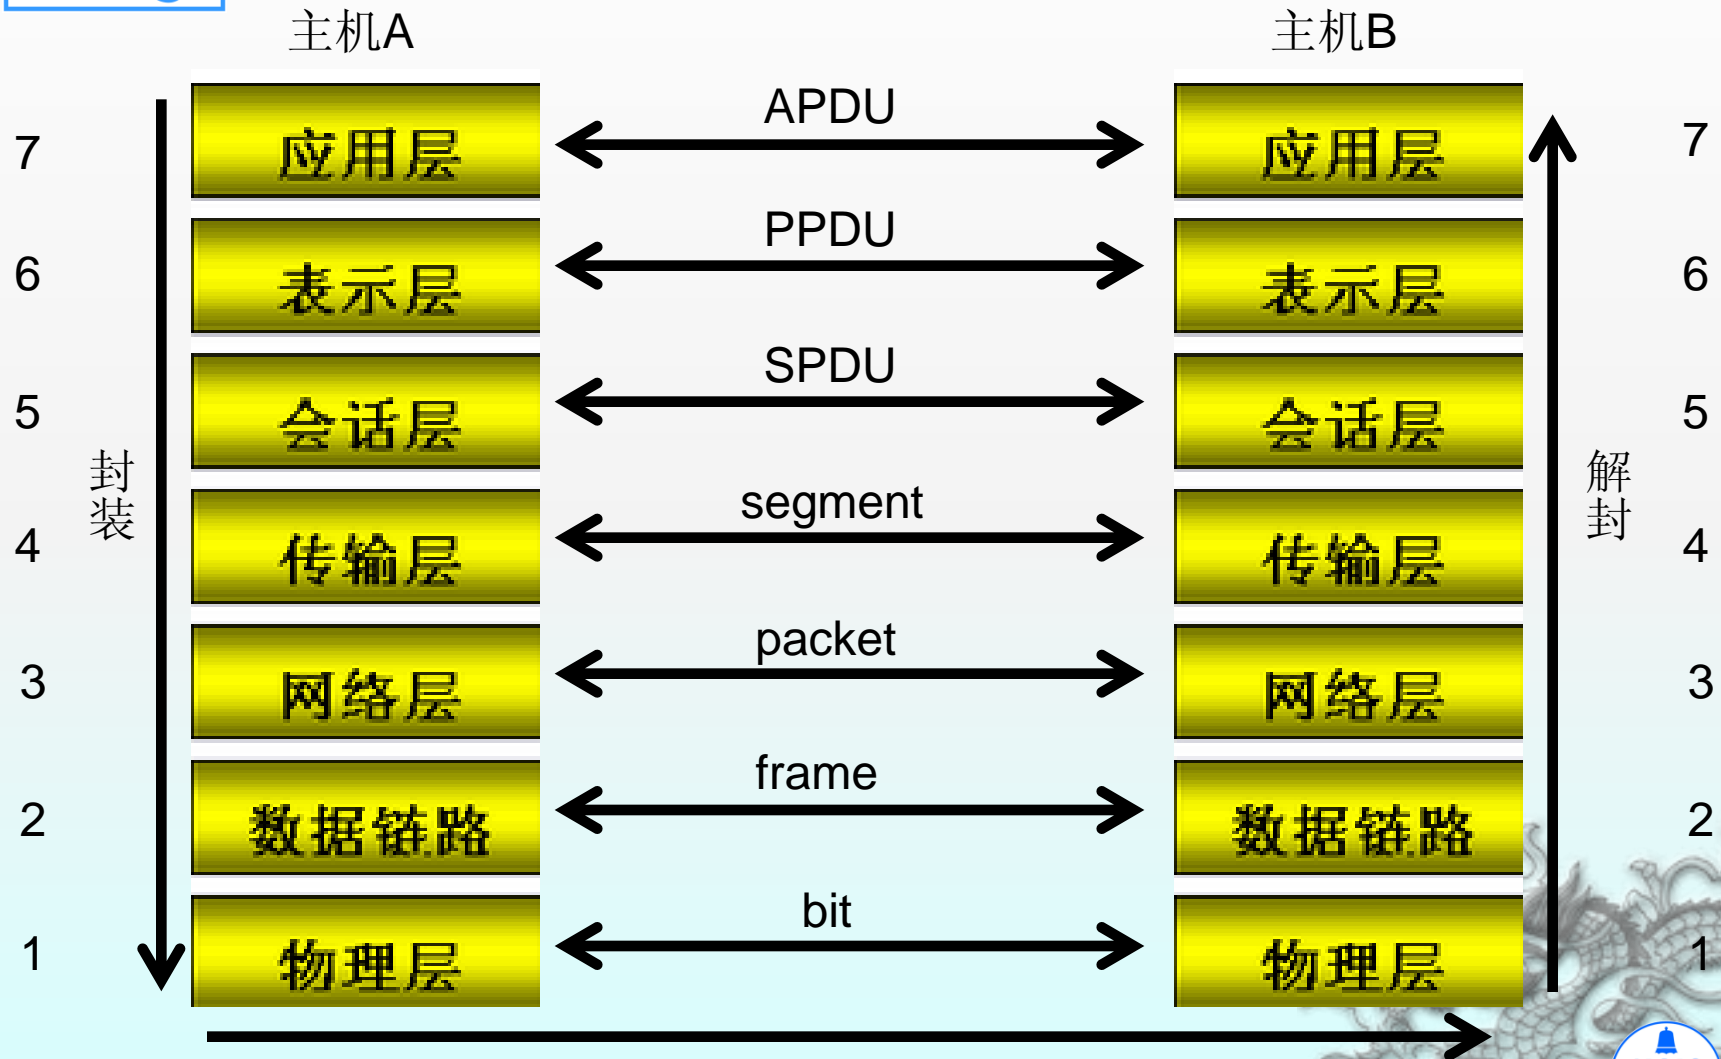 主机A
主机B
7
应用层
APDU
应用层
7
6
表示层
PPDU
表示层
6
5
会话层
SPDU
会话层
5
封装
解封
4
传输层
segment
传输层
4
3
网络层
packet
网络层
3
2
数据链路
frame
数据链路
2
1
物理层
bit
物理层
1